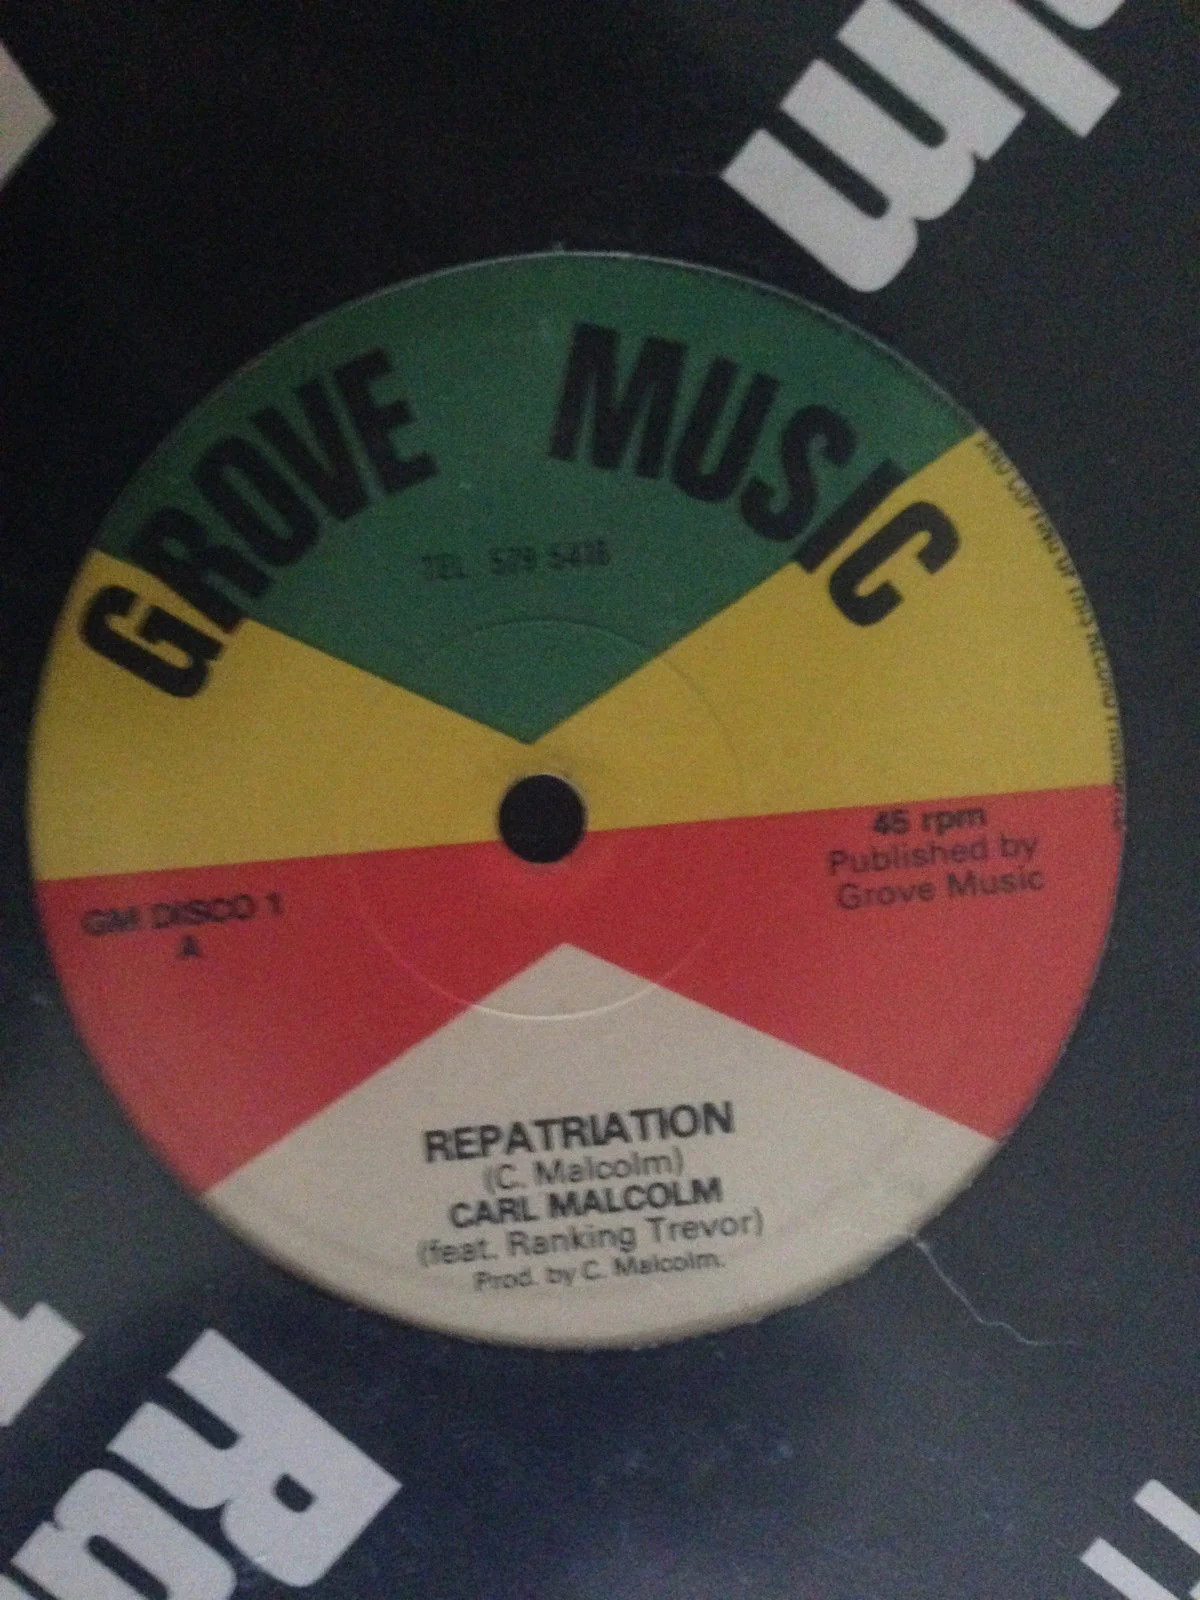 GROVE MUSIC
TEL 579 5436
45 rpm
Published by
Grove Music
GM DISCO 1
A
REPATRIATION
(C. Malcolm)
CARL MALCOLM
(feat. Ranking Trevor)
Prod. by C. Malcolm.